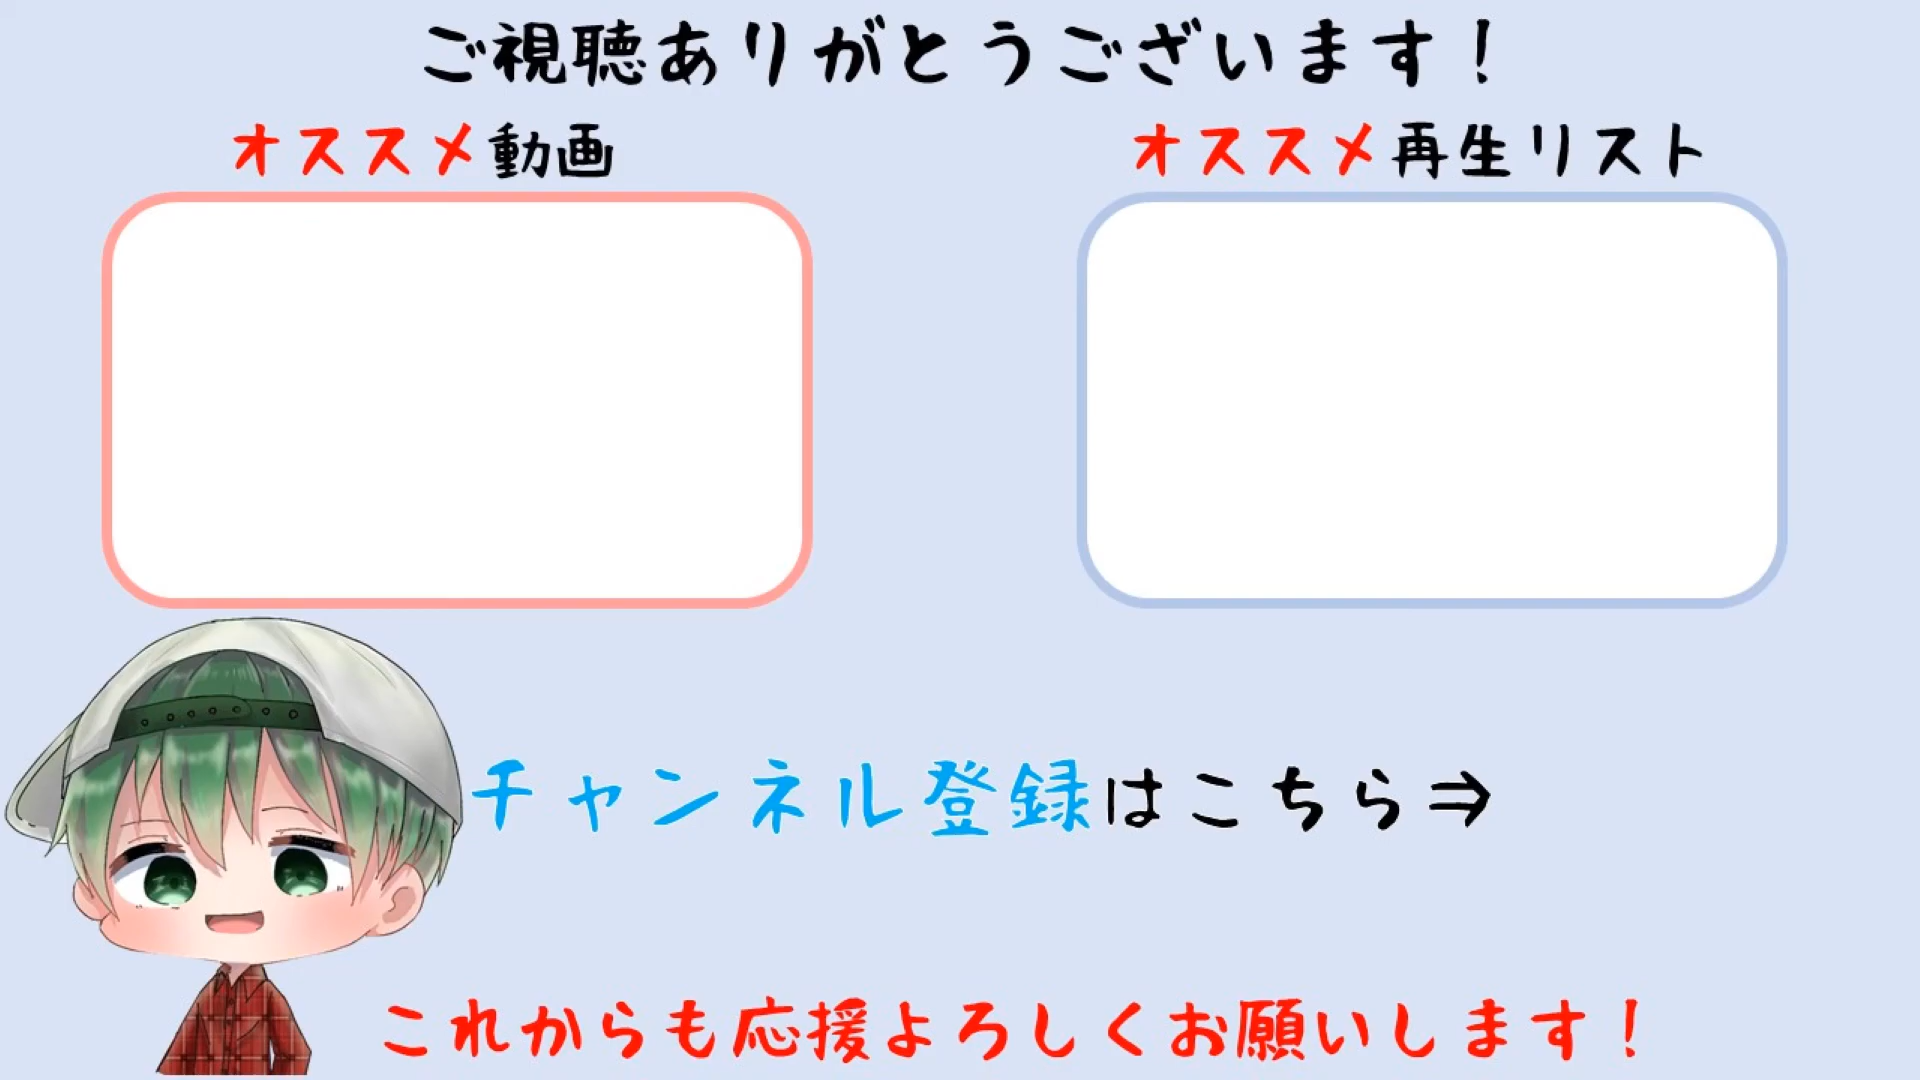 ご視聴ありがとうございます！
オススメ動画
オススメ再生リスト
チャンネル登録はこちら⇒
これからも応援よろしくお願いします！